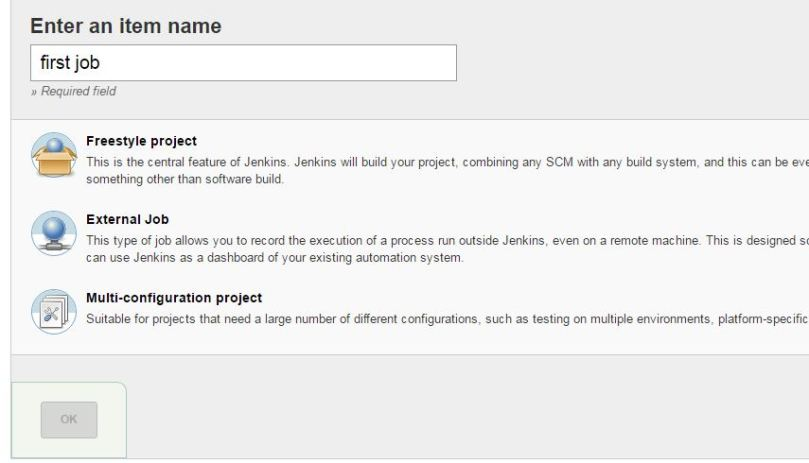 Enter an item name
first job
» Required field
Freestyle project
This is the central feature of Jenkins. Jenkins will build your project, combining any SCM with any build system, and this can be
something other than software build.
External Job
This type of job allows you to record the execution of a process run outside Jenkins, even on a remote machine. This is designed
can use Jenkins as a dashboard of your existing automation system.
Multi-configuration project
Suitable for projects that need a large number of different configurations, such as testing on multiple environments, platform-specific
OK